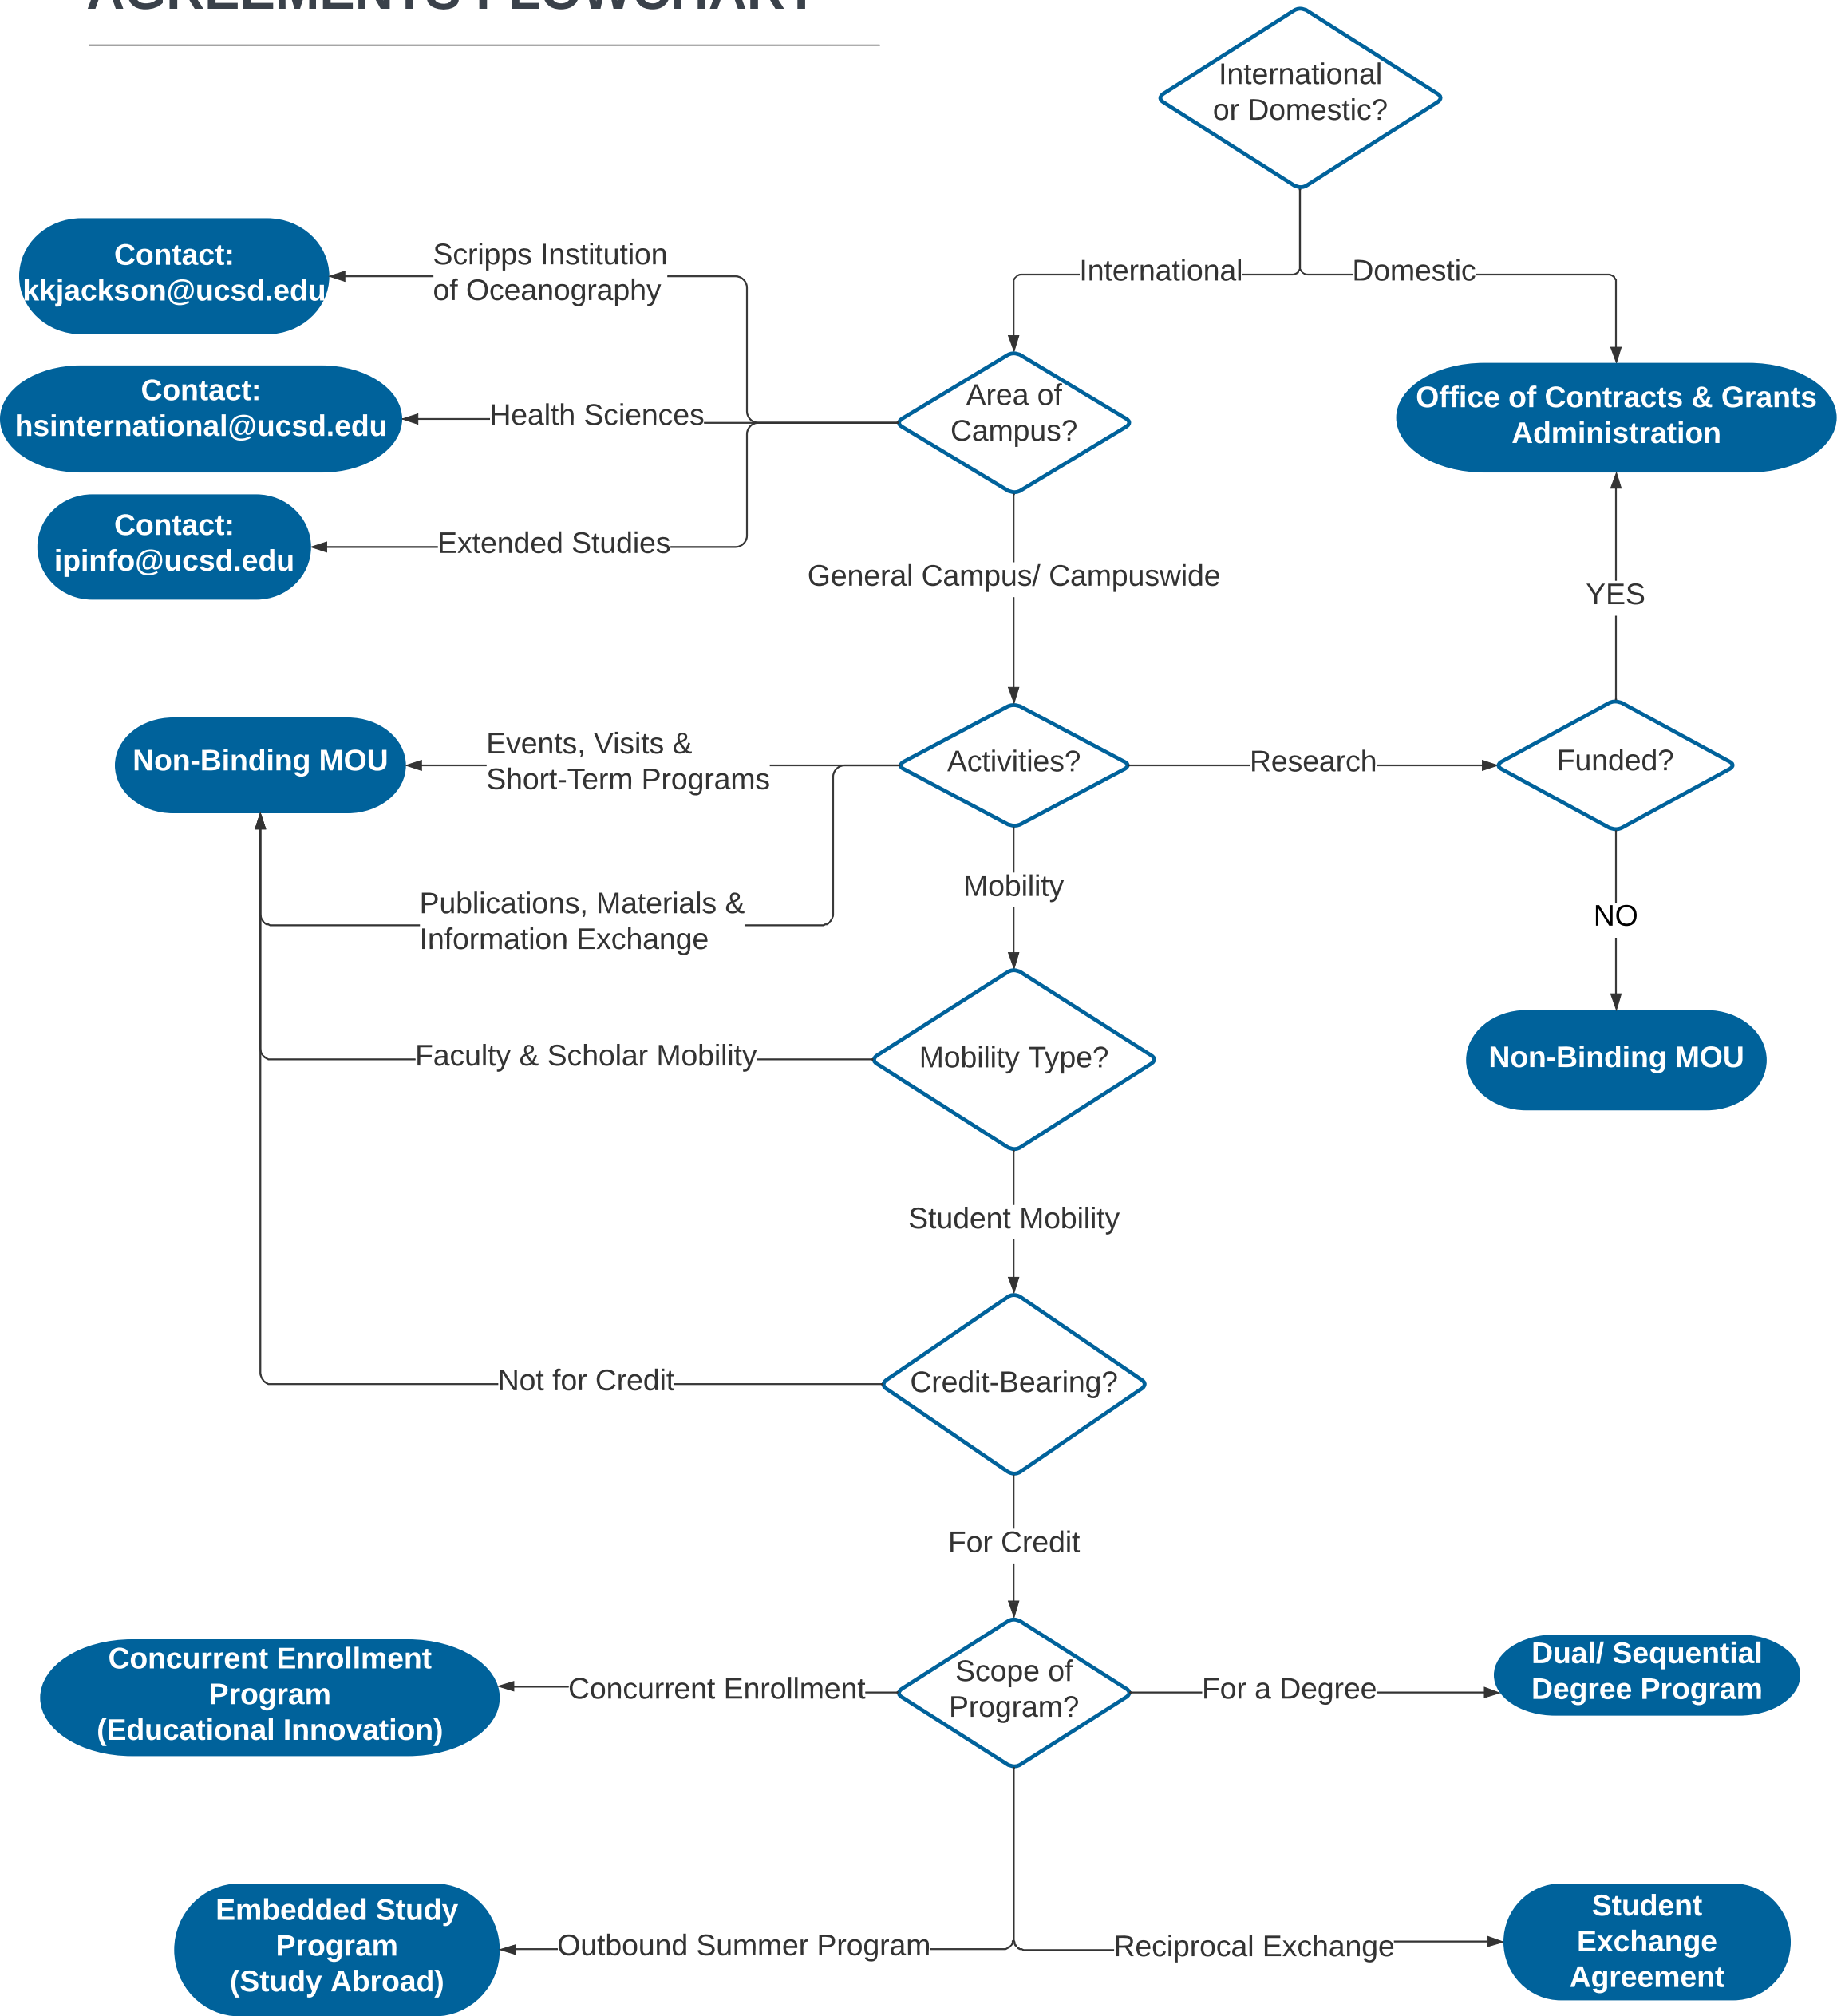 AGREEMENTS FLOWCHART
International
or Domestic?
International
Domestic
Scripps Institution
of Oceanography
Contact:
kkjackson@ucsd.edu
Health Sciences
Contact:
hsinternational@ucsd.edu
Extended Studies
Contact:
ipinfo@ucsd.edu
Area of
Campus?
Office of Contracts & Grants
Administration
General Campus/ Campuswide
YES
Non-Binding MOU
Events, Visits &
Short-Term Programs
Activities?
Research
Funded?
Publications, Materials &
Information Exchange
Mobility
NO
Faculty & Scholar Mobility
Mobility Type?
Non-Binding MOU
Student Mobility
Not for Credit
Credit-Bearing?
For Credit
Concurrent Enrollment
Program
(Educational Innovation)
Concurrent Enrollment
Scope of
Program?
For a Degree
Dual/ Sequential
Degree Program
Embedded Study
Program
(Study Abroad)
Outbound Summer Program
Reciprocal Exchange
Student
Exchange
Agreement